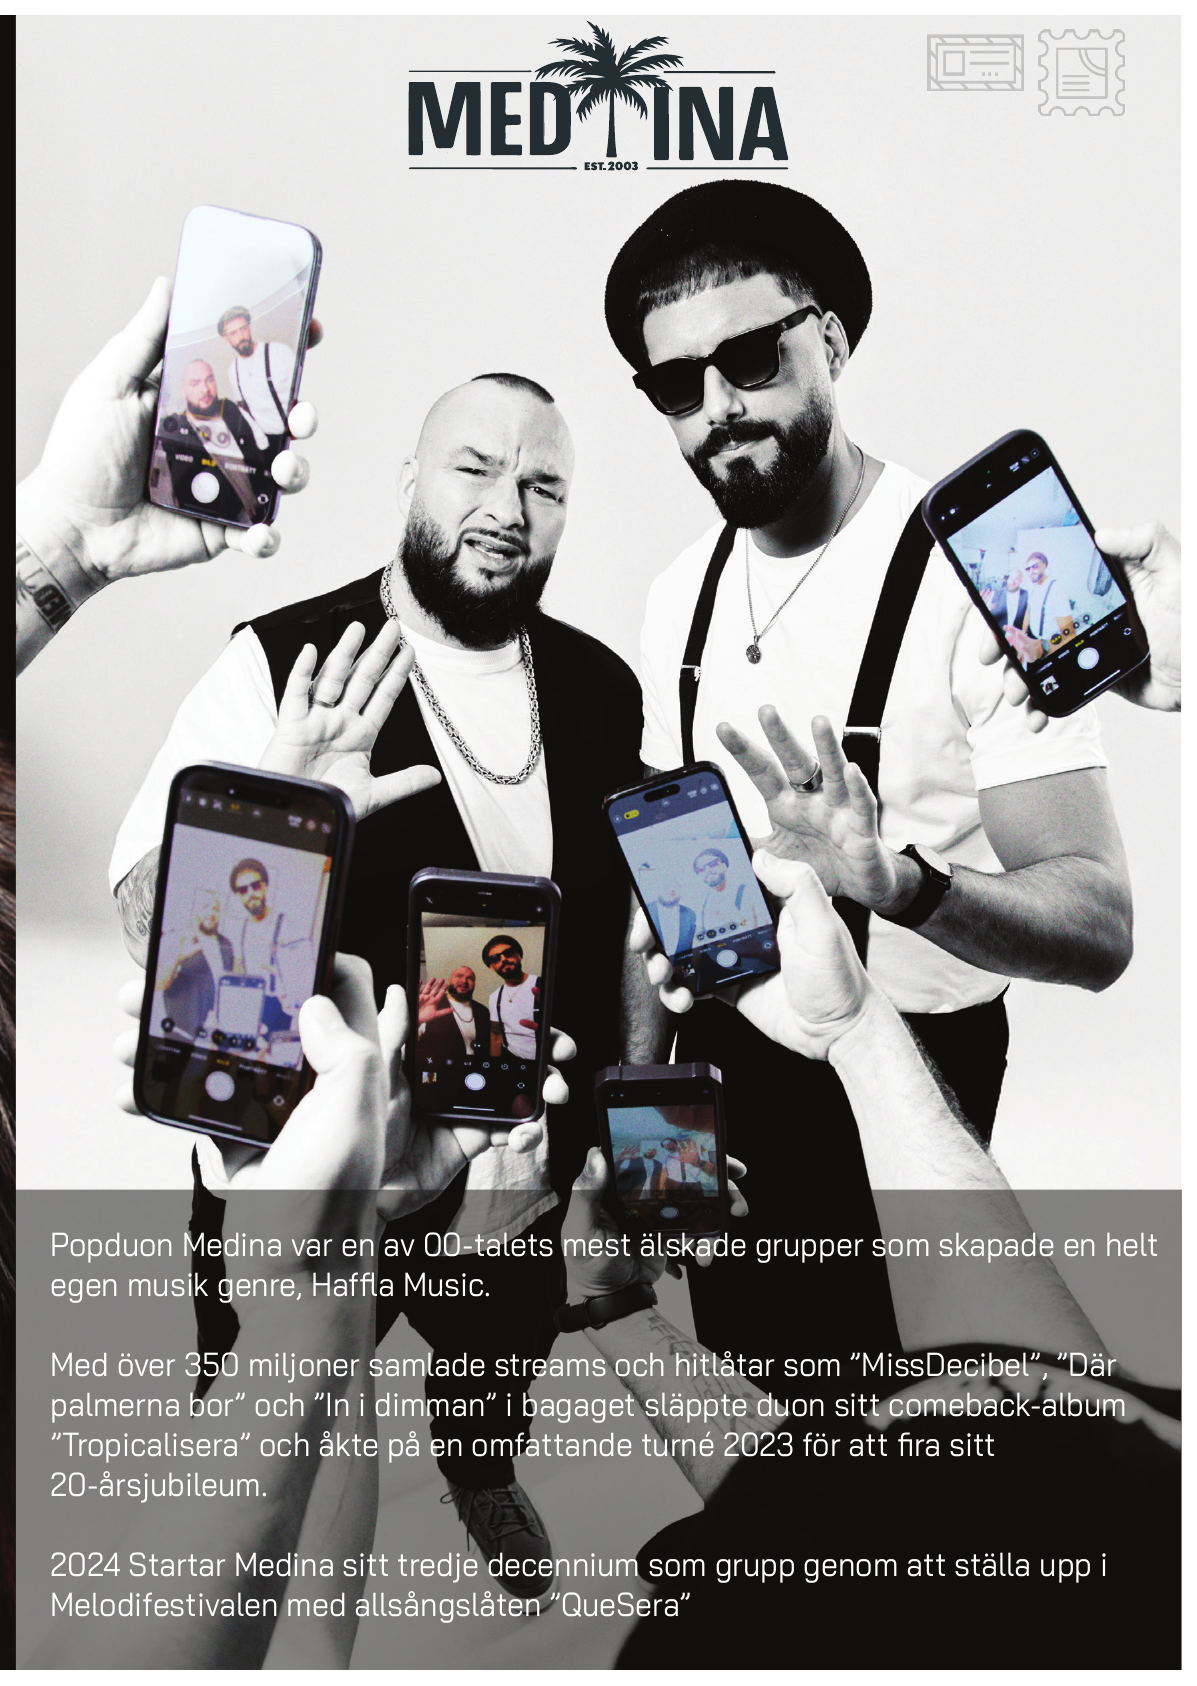 MEDINA
EST. 2003
VIDEO BILD PORTRÄTT
Popduon Medina var en av 00-talets mest älskade grupper som skapade en helt
egen musik genre, Haffla Music.
Med över 350 miljoner samlade streams och hitlåtar som ”MissDecibel”, ”Där
palmerna bor” och ”In i dimman” i bagaget släppte duon sitt comeback-album
”Tropicalisera” och åkte på en omfattande turné 2023 för att fira sitt
20-årsjubileum.
2024 Startar Medina sitt tredje decennium som grupp genom att ställa upp i
Melodifestivalen med allsångslåten ”QueSera”